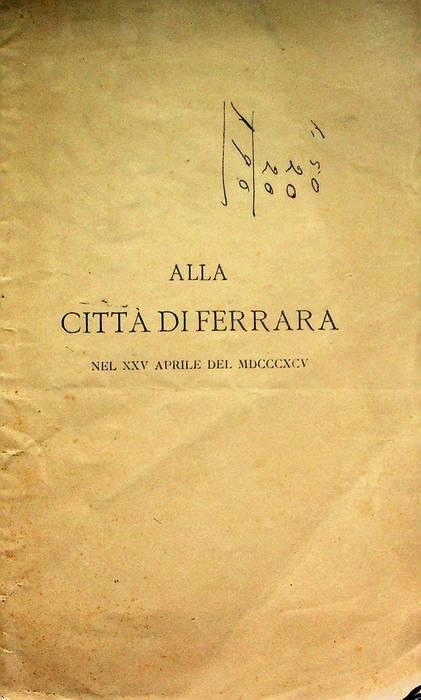 ALLA
CITTÀ DI FERRARA
NEL XXV APRILE DEL MDCCCXCV